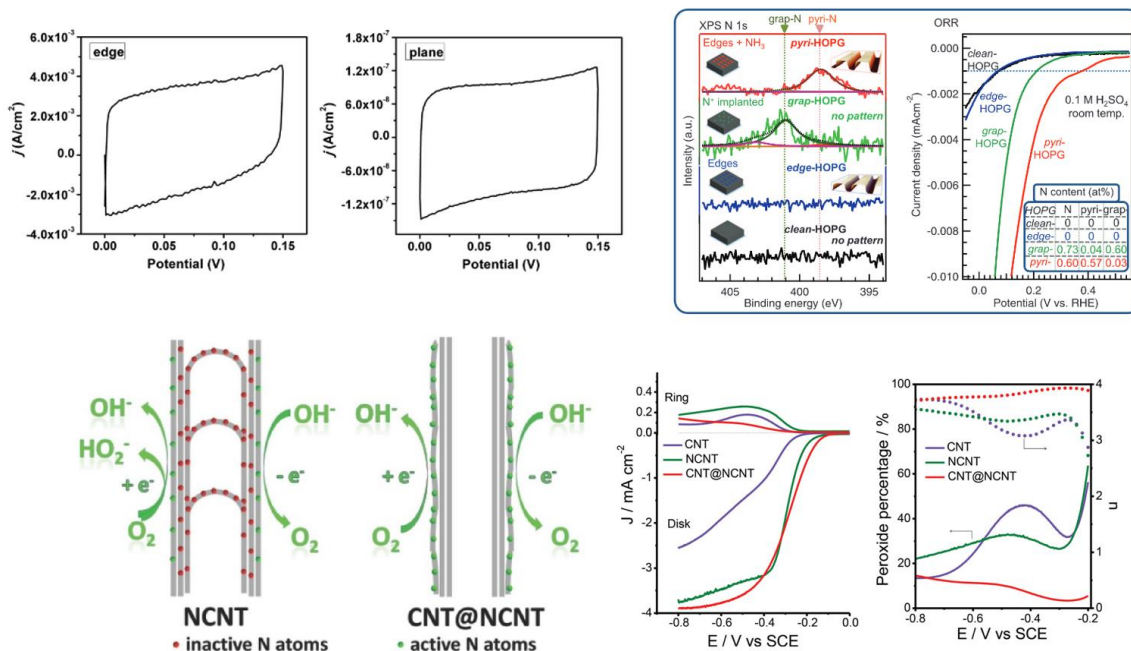 edge
j (A/cm²)
6.0x10⁻³
4.0x10⁻³
2.0x10⁻³
0.0
-2.0x10⁻³
-4.0x10⁻³
0.00 0.05 0.10 0.15
Potential (V)
plane
j (A/cm²)
1.8x10⁻⁷
1.2x10⁻⁷
6.0x10⁻⁸
0.0
-6.0x10⁻⁸
-1.2x10⁻⁷
0.00 0.05 0.10 0.15
Potential (V)
XPS N 1s
grap-N pyri-N
Edges + NH₃ pyri-HOPG
N⁺ implanted grap-HOPG
no pattern
Edges edge-HOPG
clean-HOPG
no pattern
Intensity (a.u.)
405 400 395
Binding energy (eV)
ORR
0.000
-0.002
-0.004
-0.006
-0.008
-0.010
Current density (mAcm⁻²)
clean-
HOPG
edge-
HOPG
grap-
HOPG
pyri-
HOPG
0.1 M H₂SO₄
room temp.
N content (at%)
HOPG N pyri- grap-
clean- 0 0 0
edge- 0 0 0
grap- 0.73 0.04 0.60
pyri- 0.60 0.57 0.03
0.0 0.2 0.4
Potential (V vs. RHE)
OH⁻
HO₂⁻
+ e⁻
O₂
OH⁻
- e⁻
O₂
NCNT
OH⁻
+ e⁻
O₂
OH⁻
- e⁻
O₂
CNT@NCNT
inactive N atoms
active N atoms
Ring
0.4
0.2
0.0
CNT
NCNT
CNT@NCNT
Disk
-1
-2
-3
-4
J / mA cm⁻²
-0.8 -0.6 -0.4 -0.2 0.0
E / V vs SCE
Peroxide percentage / %
100
90
80
70
60
50
40
30
20
10
0
CNT
NCNT
CNT@NCNT
4
3
2
1
0
n
-0.8 -0.6 -0.4 -0.2
E / V vs SCE